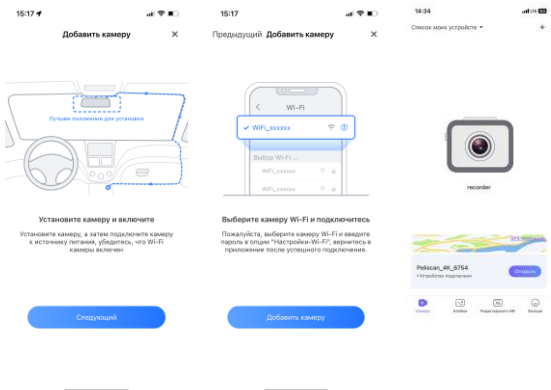 15:17
Добавить камеру
Лучшее положение для установки
Установите камеру и включите
Установите камеру, а затем подключите камеру
к источнику питания, убедитесь, что Wi-Fi
камеры включен
Следующий
15:17
Предыдущий Добавить камеру
Wi-Fi
WiFi_xxxxxx
Выбор Wi-Fi ...
WiFi_xxxxxx
WiFi_xxxxxx
Выберите камеру Wi-Fi и подключитесь
Пожалуйста, выберите камеру Wi-Fi и введите
пароль в опции "Настройки-Wi-Fi", вернитесь в
приложение после успешного подключения.
Добавить камеру
14:34
Список моих устройств
recorder
Poliscan_4K_6754
Устройство подключено
Открыть
Альбом